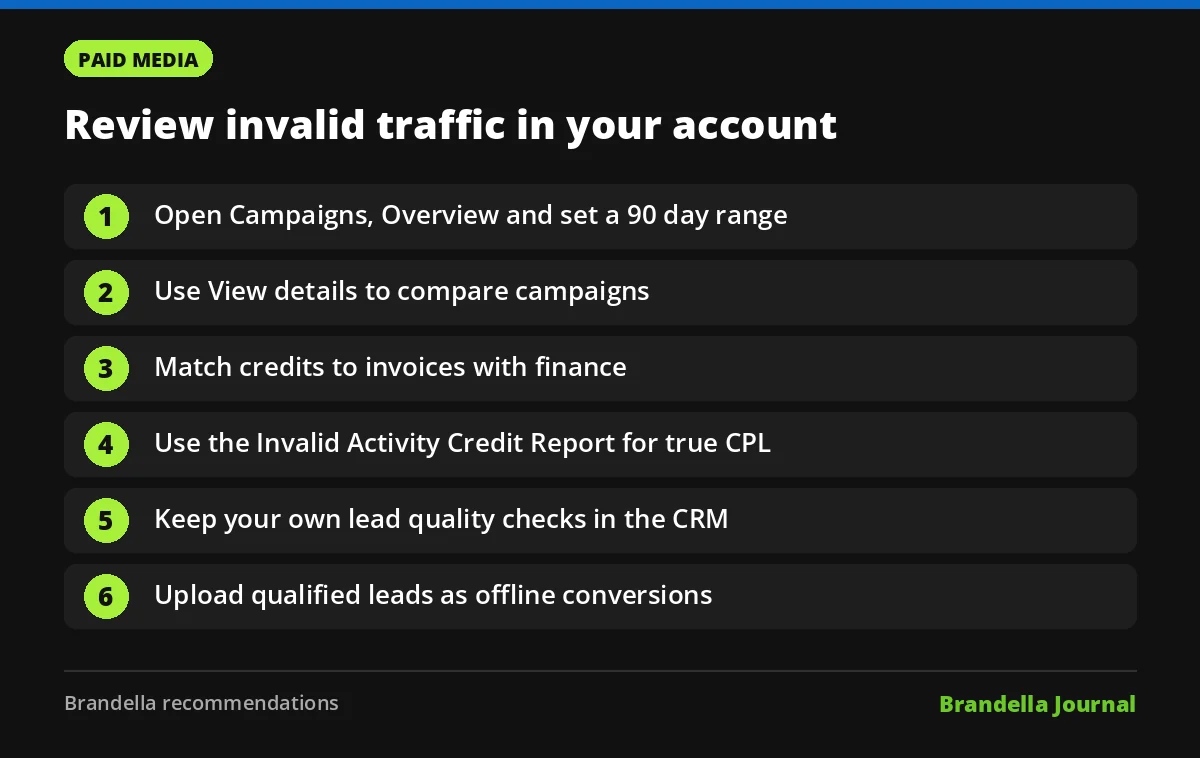 PAID MEDIA
Review invalid traffic in your account
1 Open Campaigns, Overview and set a 90 day range
2 Use View details to compare campaigns
3 Match credits to invoices with finance
4 Use the Invalid Activity Credit Report for true CPL
5 Keep your own lead quality checks in the CRM
6 Upload qualified leads as offline conversions
Brandella recommendations
Brandella Journal